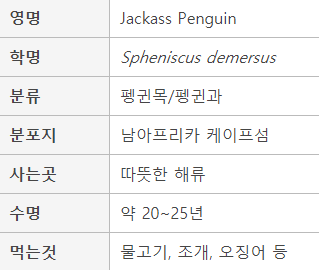 영명 Jackass Penguin
학명 Spheniscus demersus
분류 펭귄목/펭귄과
분포지 남아프리카 케이프섬
사는곳 따뜻한 해류
수명 약 20~25년
먹는것 물고기, 조개, 오징어 등